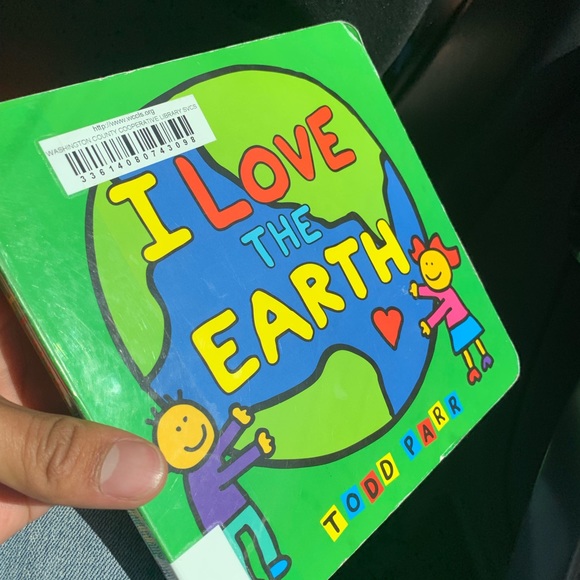 http://www.wccls.org
WASHINGTON COUNTY COOPERATIVE LIBRARY SVCS
33614080743098
I LOVE
THE
EARTH
TODD PARR